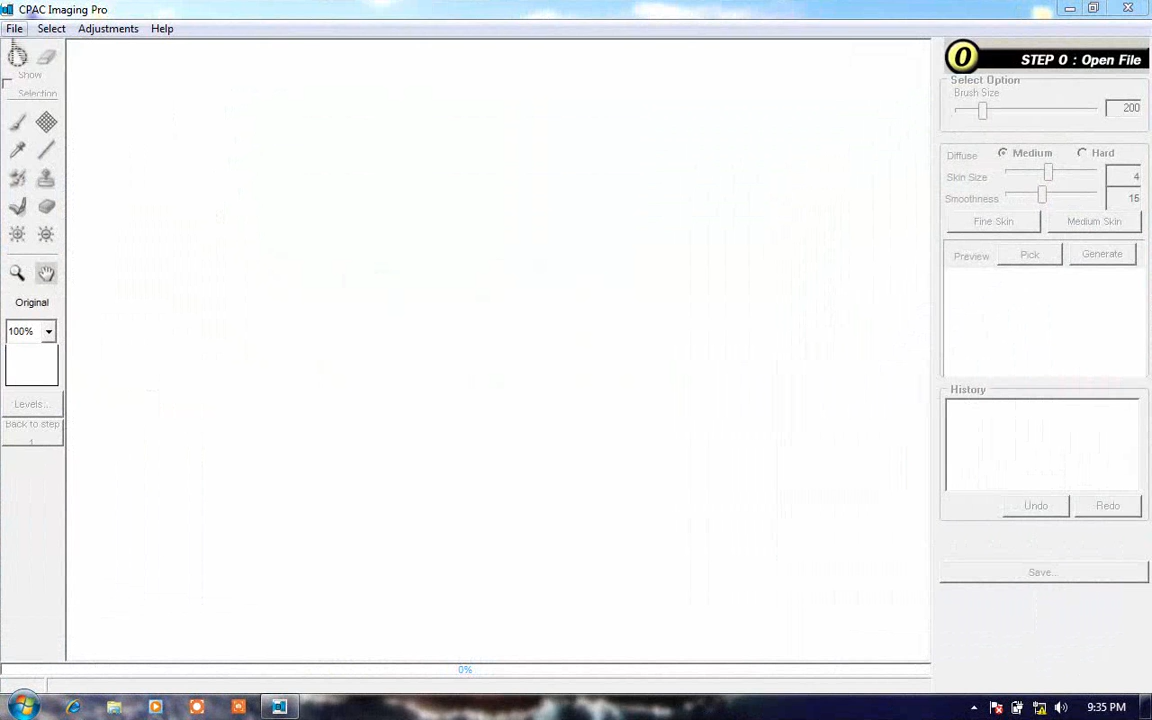 CPAC Imaging Pro
File Select Adjustments Help
Show
Selection
Original
100%
Levels...
Back to step
1
0 STEP 0 : Open File
Select Option
Brush Size
200
Diffuse Medium Hard
Skin Size 4
Smoothness 15
Fine Skin Medium Skin
Preview Pick Generate
History
Undo Redo
Save...
0%
9:35 PM